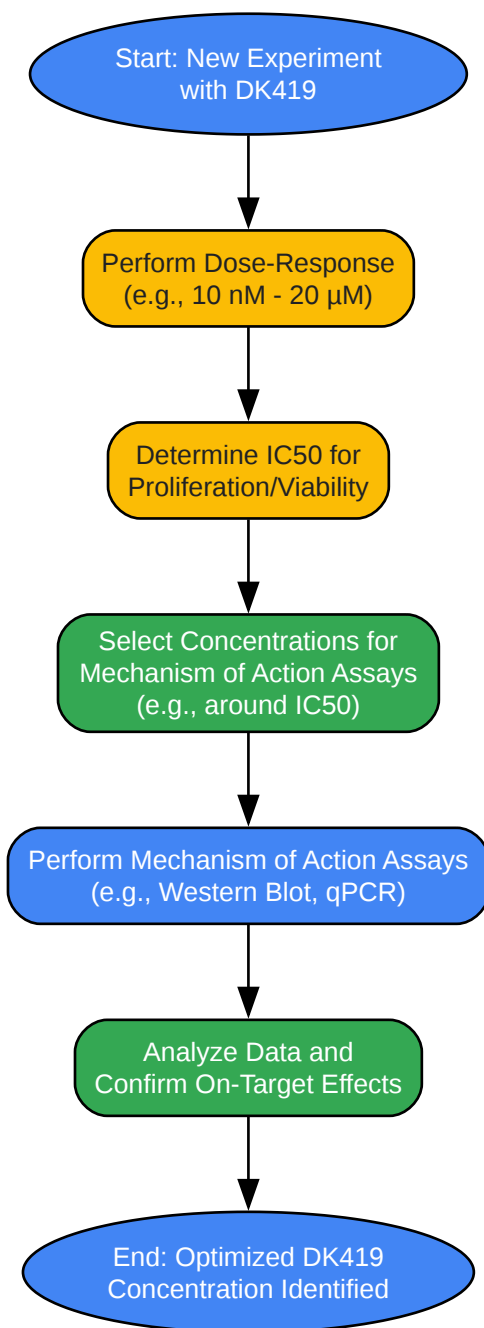 Start: New Experiment
with DK419
Perform Dose-Response
(e.g., 10 nM - 20 µM)
Determine IC50 for
Proliferation/Viability
Select Concentrations for
Mechanism of Action Assays
(e.g., around IC50)
Perform Mechanism of Action Assays
(e.g., Western Blot, qPCR)
Analyze Data and
Confirm On-Target Effects
End: Optimized DK419
Concentration Identified